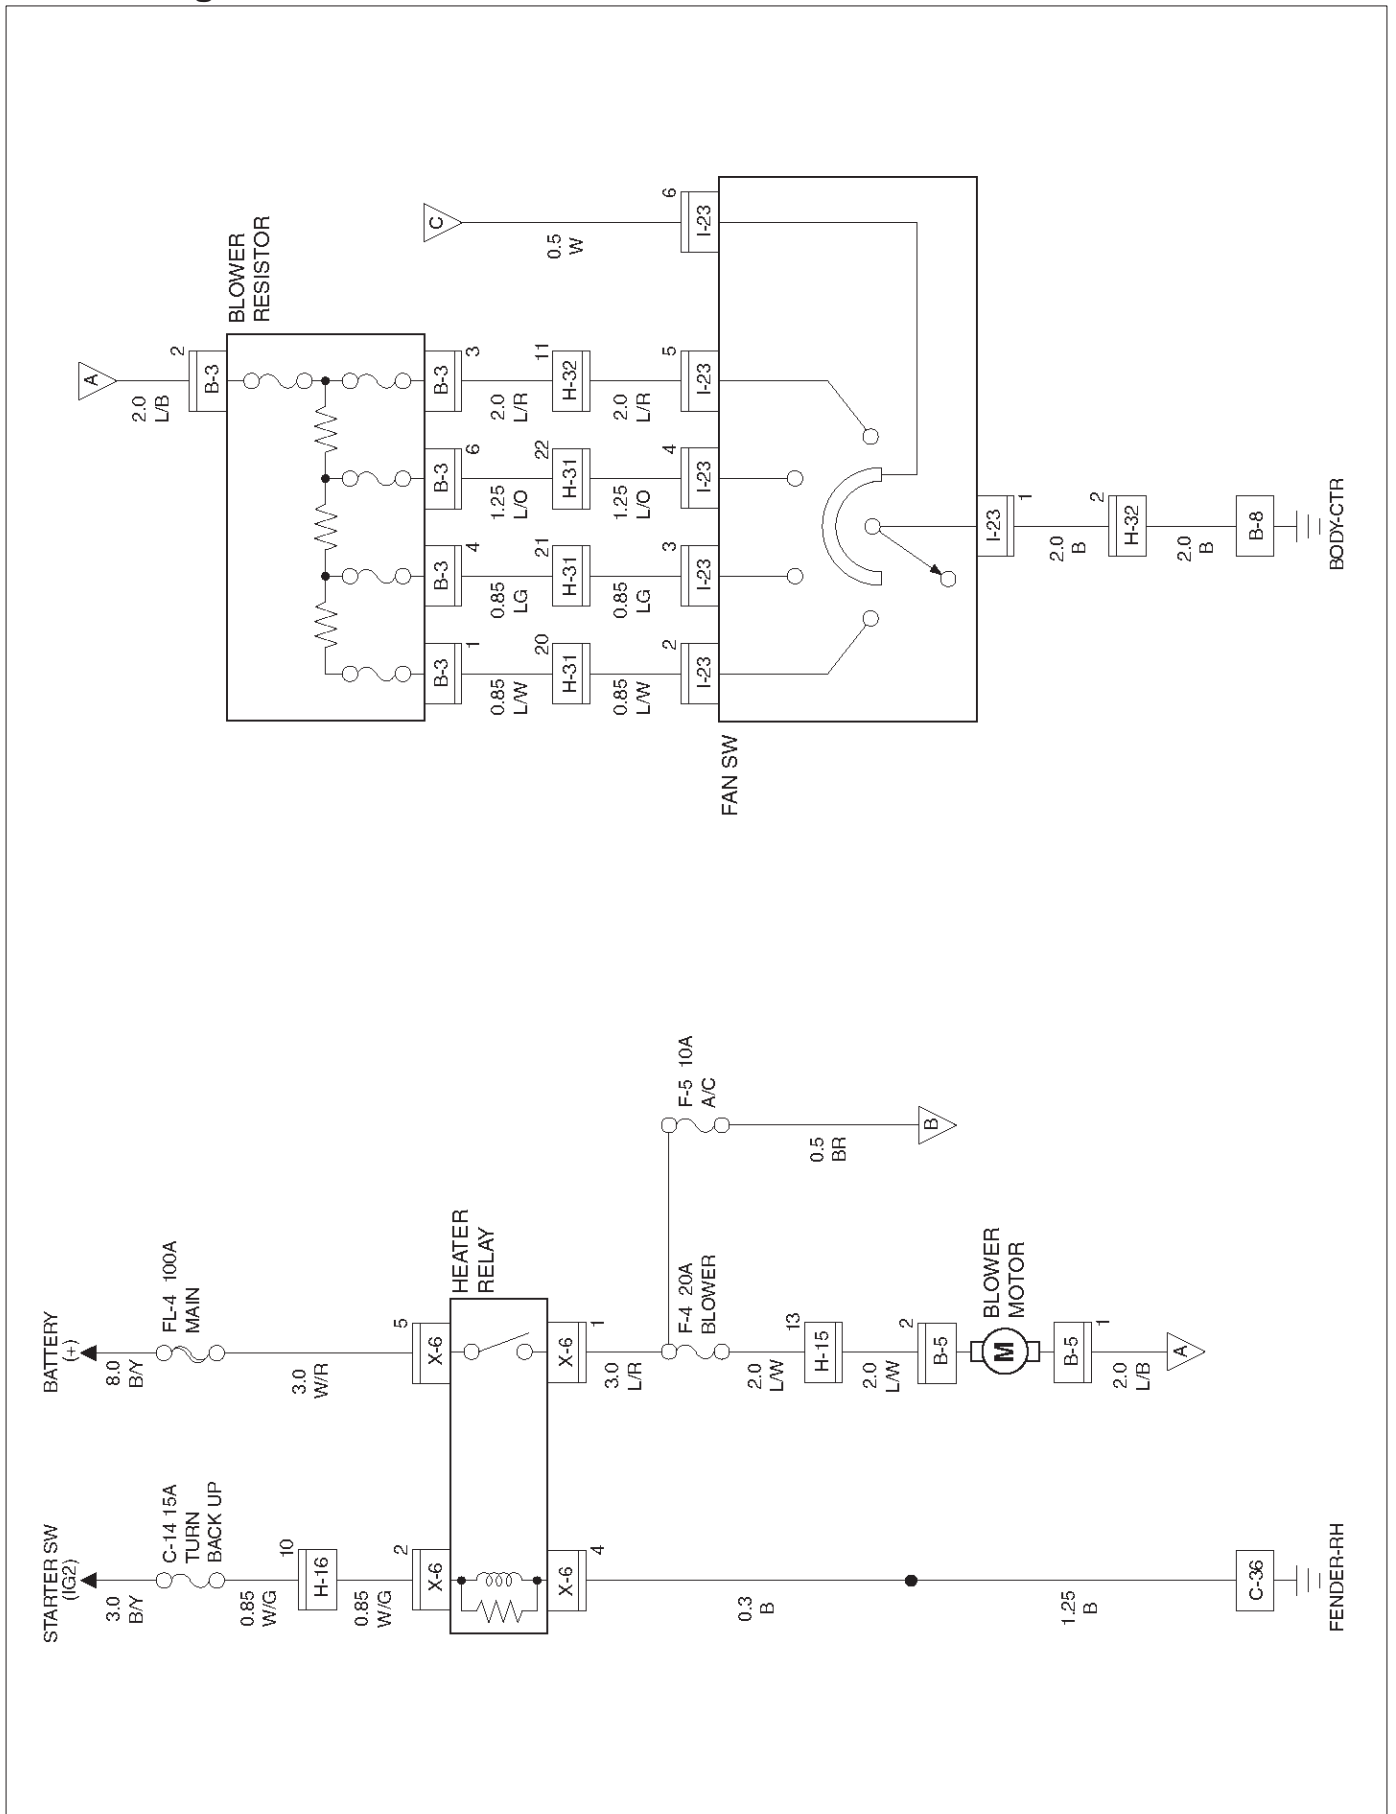 STARTER SW
(IG2)
3.0
B/Y
C-14 15A
TURN
BACK UP
0.85
W/G
10
H-16
0.85
W/G
2
X-6
X-6
4
0.3
B
1.25
B
C-36
FENDER-RH
BATTERY
(+)
8.0
B/Y
FL-4 100A
MAIN
3.0
W/R
5
X-6
HEATER
RELAY
X-6
1
3.0
L/R
F-4 20A
BLOWER
2.0
L/W
13
H-15
2.0
L/W
2
B-5
M
BLOWER
MOTOR
B-5
1
2.0
L/B
A
F-5 10A
A/C
0.5
BR
B
A
2.0
L/B
2
B-3
BLOWER
RESISTOR
B-3
1
B-3
4
B-3
6
B-3
3
0.85
L/W
0.85
LG
1.25
L/O
2.0
L/R
20
H-31
21
H-31
22
H-31
11
H-32
0.85
L/W
0.85
LG
1.25
L/O
2.0
L/R
C
0.5
W
2
I-23
3
I-23
4
I-23
5
I-23
6
I-23
FAN SW
I-23
1
2.0
B
2
H-32
2.0
B
B-8
BODY-CTR